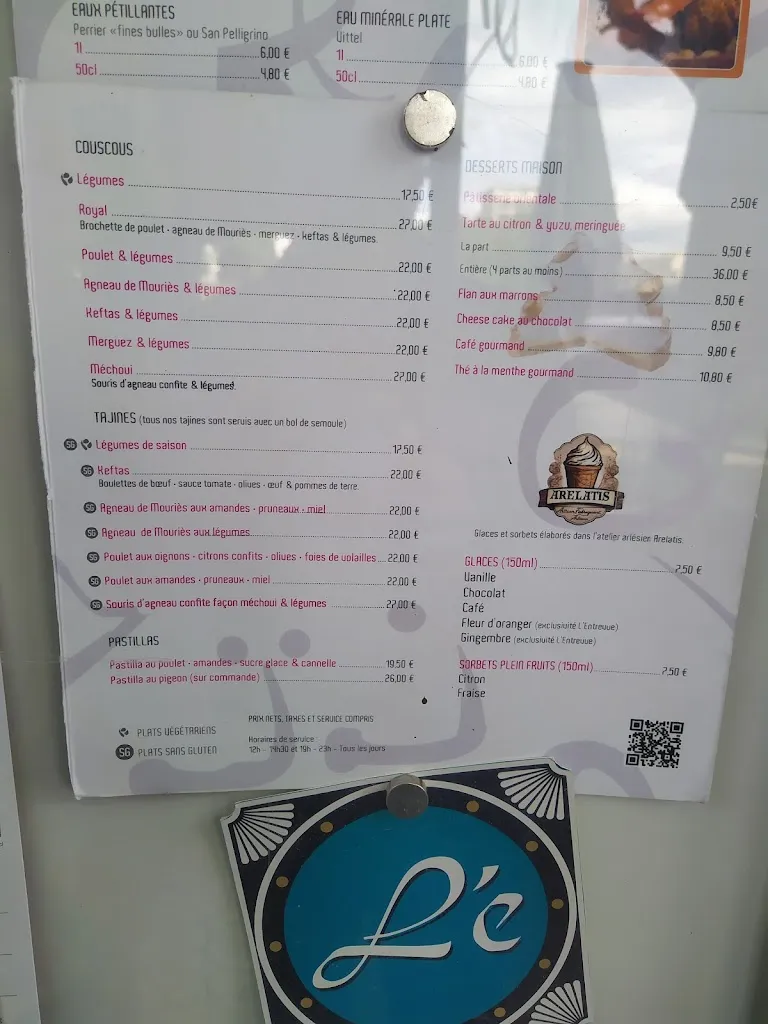 EAUX PÉTILLANTES
Perrier «fines bulles» ou San Pelligrino
1l 6,00 €
50cl 4,80 €
EAU MINÉRALE PLATE
Vittel
1l 6,00 €
50cl 4,80 €
COUSCOUS
Légumes 17,50 €
Royal 27,00 €
Brochette de poulet - agneau de Mouriès - merguez - keftas & légumes.
Poulet & légumes 22,00 €
Agneau de Mouriès & légumes 22,00 €
Keftas & légumes 22,00 €
Merguez & légumes 22,00 €
Méchoui 27,00 €
Souris d'agneau confite & légumes.
TAJINES (tous nos tajines sont servis avec un bol de semoule)
SG Légumes de saison 17,50 €
SG Keftas 22,00 €
Boulettes de bœuf - sauce tomate - olives - œuf & pommes de terre.
SG Agneau de Mouriès aux amandes - pruneaux - miel 22,00 €
SG Agneau de Mouriès aux légumes 22,00 €
SG Poulet aux oignons - citrons confits - olives - foies de volailles 22,00 €
SG Poulet aux amandes - pruneaux - miel 22,00 €
SG Souris d'agneau confite façon méchoui & légumes 27,00 €
PASTILLAS
Pastilla au poulet - amandes - sucre glace & cannelle 19,50 €
Pastilla au pigeon (sur commande) 26,00 €
PLATS VÉGÉTARIENS
SG PLATS SANS GLUTEN
PRIX NETS, TAXES ET SERVICE COMPRIS
Horaires de service :
12h - 14h30 et 19h - 23h - Tous les jours
DESSERTS MAISON
Pâtisserie orientale 2,50€
Tarte au citron & yuzu, meringuée
La part 9,50 €
Entière (4 parts au moins) 36,00 €
Flan aux marrons 8,50 €
Cheese cake au chocolat 8,50 €
Café gourmand 9,80 €
Thé à la menthe gourmand 10,80 €
ARELATIS
Glaces et sorbets élaborés dans l'atelier arlésien Arelatis.
GLACES (150ml) 7,50 €
Vanille
Chocolat
Café
Fleur d'oranger (exclusivité L'Entrevue)
Gingembre (exclusivité L'Entrevue)
SORBETS PLEIN FRUITS (150ml) 7,50 €
Citron
Fraise
L'e